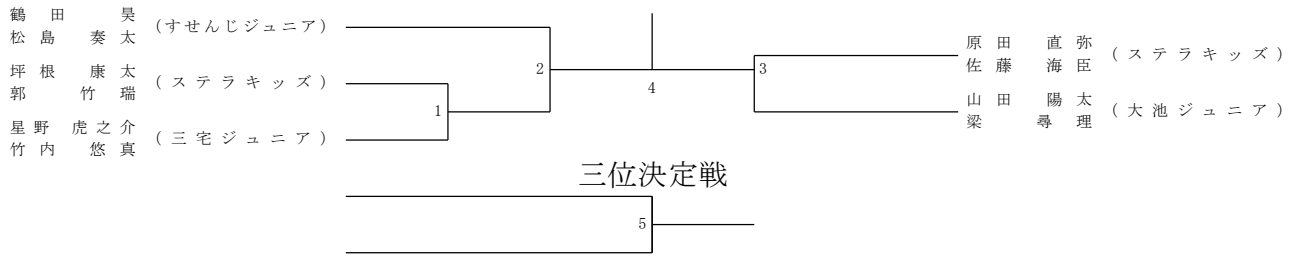 鶴田 昊
松島 奏太
(すせんじジュニア)
坪根 康太
郭 竹瑞
(ステラキッズ)
星野 虎之介
竹内 悠真
(三宅ジュニア)
1
2
4
3
原田 直弥
佐藤 海臣
(ステラキッズ)
山田 陽太
梁 尋理
(大池ジュニア)
三位決定戦
5